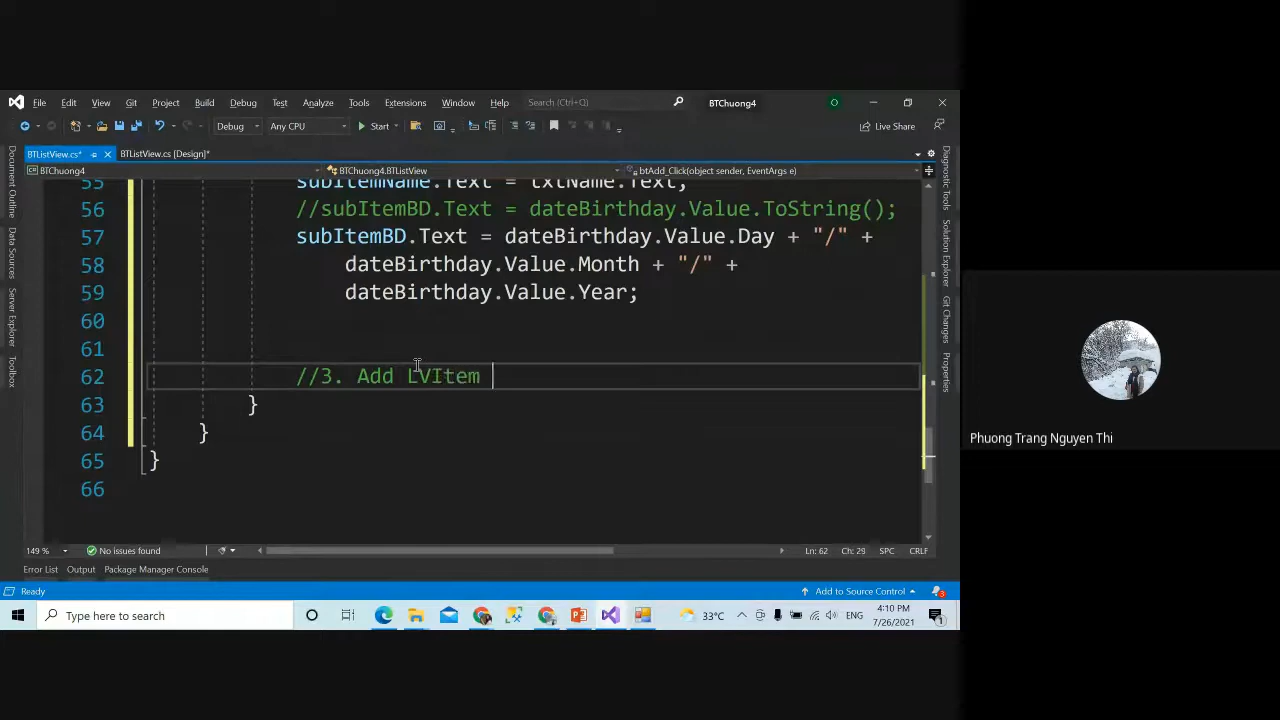 File Edit View Git Project Build Debug Test Analyze Tools Extensions Window Help Search (Ctrl+Q) BTChuong4 O
Debug Any CPU Start Live Share
BTListView.cs* BTListView.cs [Design]*
BTChuong4 BTChuong4.BTListView btAdd_Click(object sender, EventArgs e)
Document Outline
Data Sources
Server Explorer
Toolbox
55 subItemName.Text = txtName.Text;
56 //subItemBD.Text = dateBirthday.Value.ToString();
57 subItemBD.Text = dateBirthday.Value.Day + "/" +
58 dateBirthday.Value.Month + "/" +
59 dateBirthday.Value.Year;
60
61
62 //3. Add LVItem
63 }
64 }
65 }
66
Diagnostic Tools
Solution Explorer
Git Changes
Properties
Phuong Trang Nguyen Thi
149 % No issues found Ln: 62 Ch: 29 SPC CRLF
Error List Output Package Manager Console
Ready Add to Source Control 3
Type here to search 33°C ENG 4:10 PM
7/26/2021 1